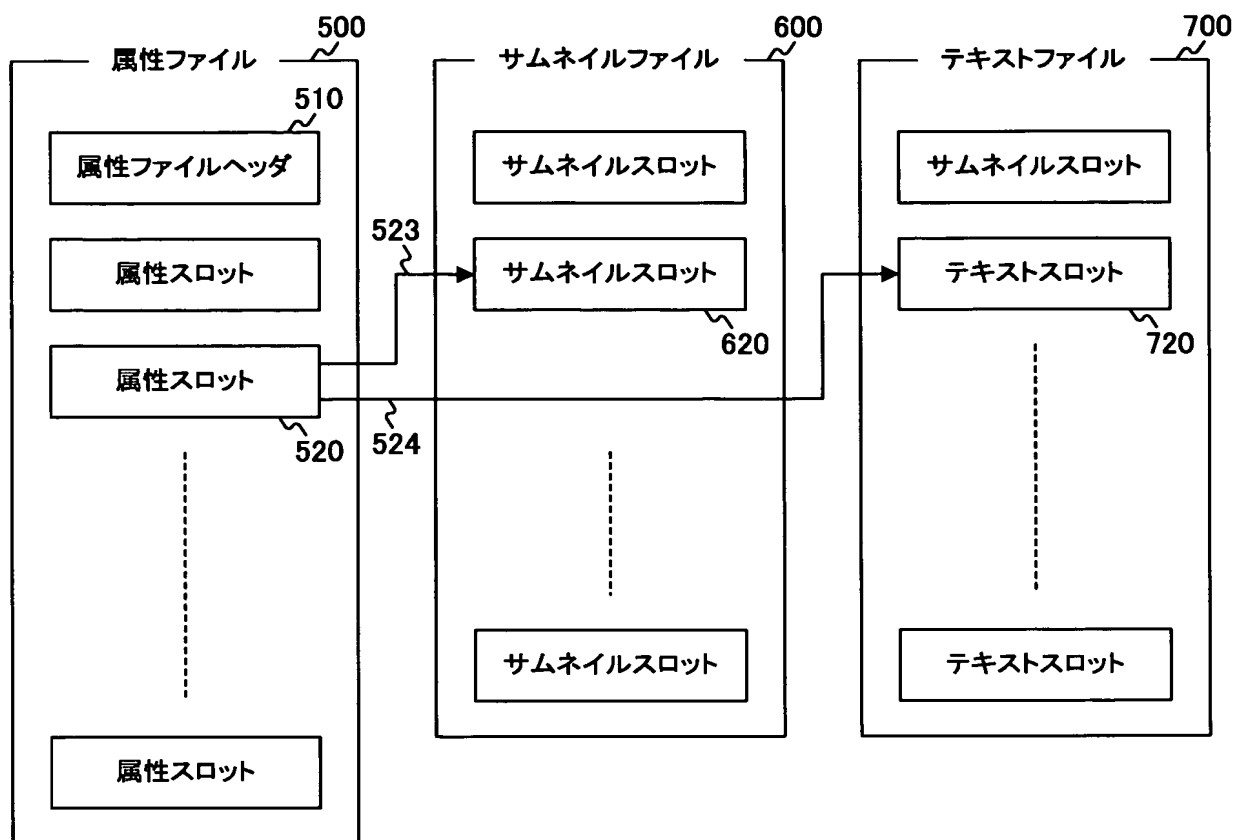 500
属性ファイル
510
属性ファイルヘッダ
属性スロット
属性スロット
520
523
524
属性スロット
600
サムネイルファイル
サムネイルスロット
サムネイルスロット
620
サムネイルスロット
700
テキストファイル
サムネイルスロット
テキストスロット
720
テキストスロット